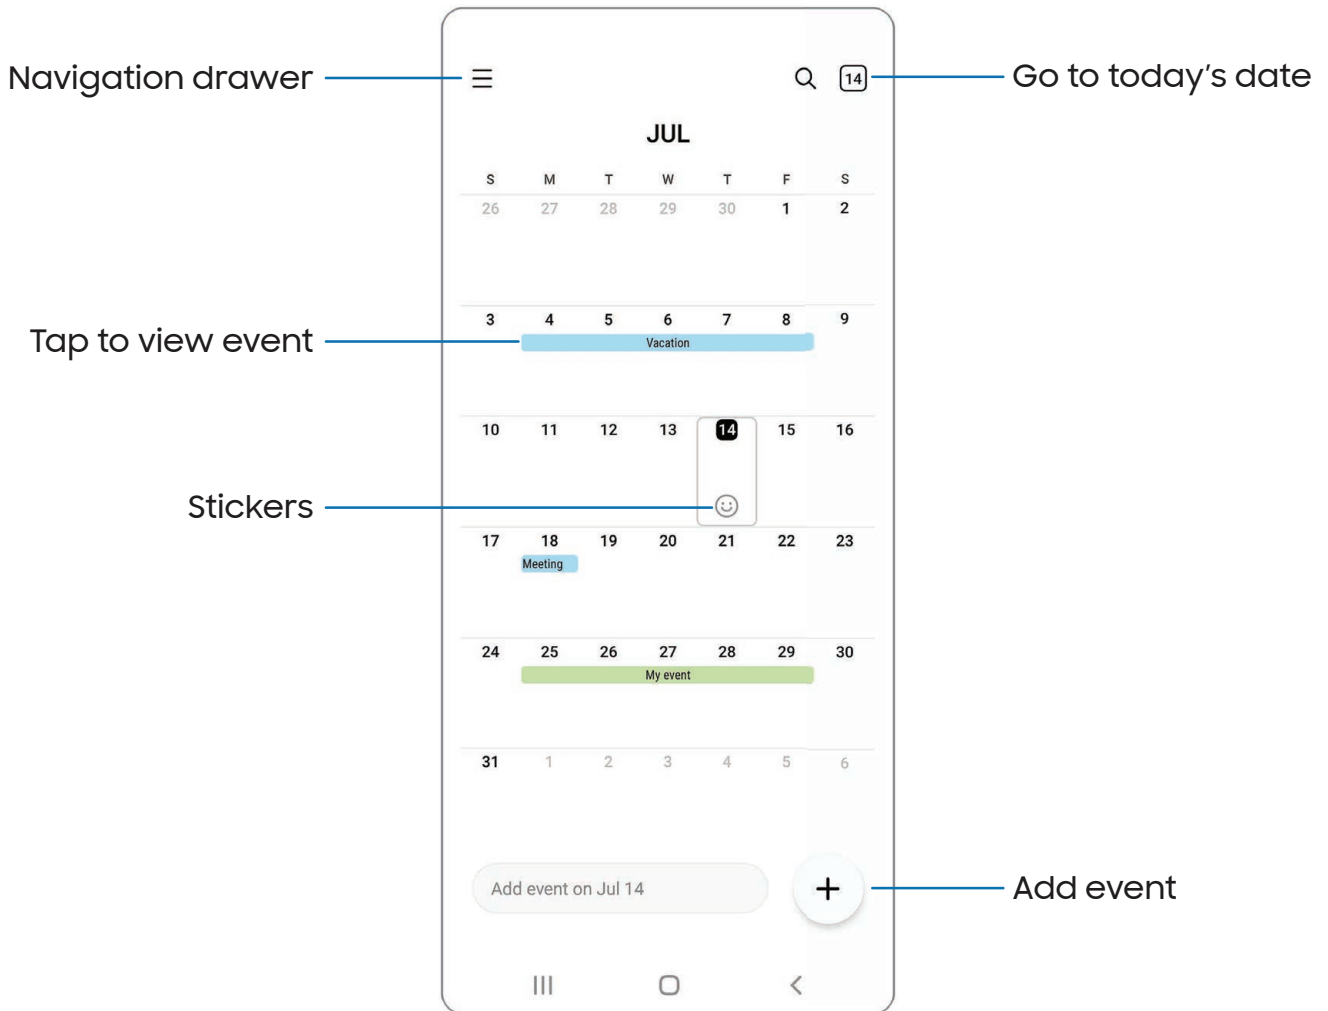 Navigation drawer
14
Go to today's date
JUL
S M T W T F S
26 27 28 29 30 1 2
3 4 5 6 7 8 9
Tap to view event
Vacation
10 11 12 13 14 15 16
Stickers
17 18 19 20 21 22 23
Meeting
24 25 26 27 28 29 30
My event
31 1 2 3 4 5 6
Add event on Jul 14
Add event